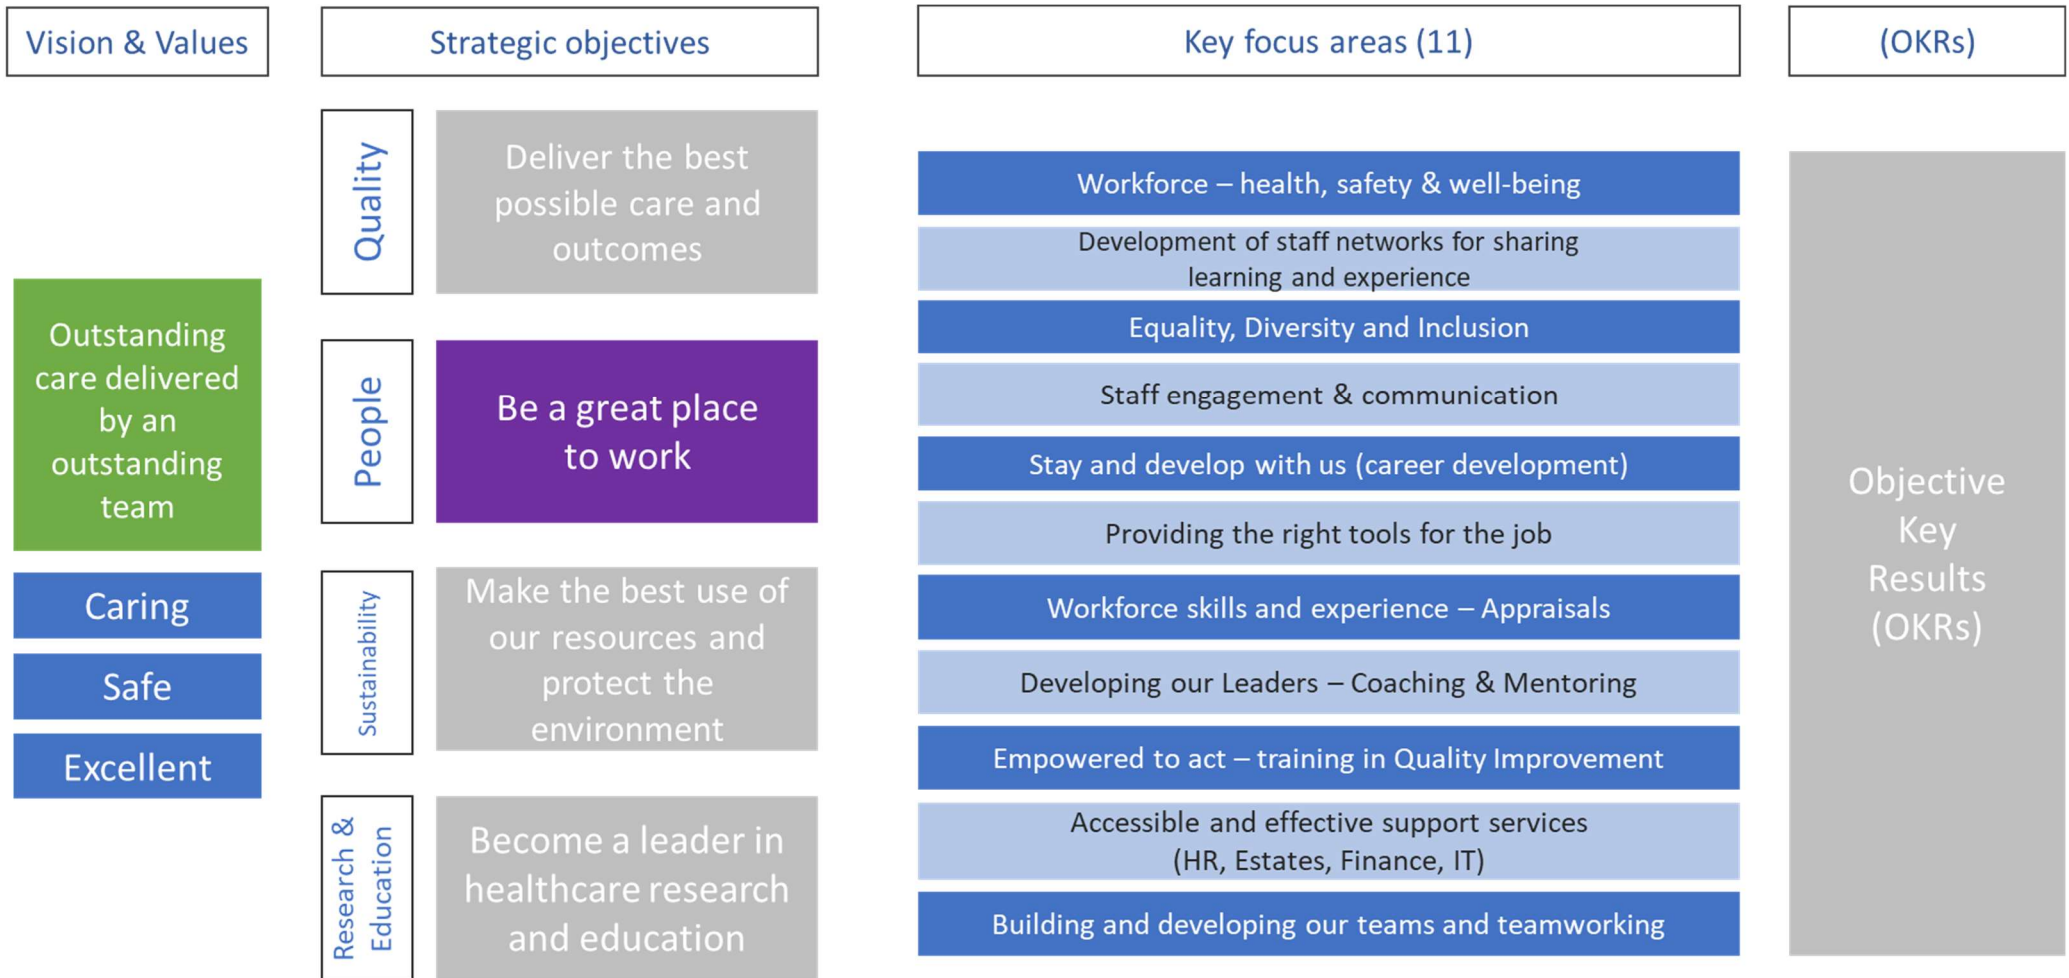 Vision & Values
Strategic objectives
Key focus areas (11)
(OKRs)
Outstanding
care delivered
by an
outstanding
team
Caring
Safe
Excellent
Quality
Deliver the best
possible care and
outcomes
People
Be a great place
to work
Sustainability
Make the best use of
our resources and
protect the
environment
Research &
Education
Become a leader in
healthcare research
and education
Workforce – health, safety & well-being
Development of staff networks for sharing
learning and experience
Equality, Diversity and Inclusion
Staff engagement & communication
Stay and develop with us (career development)
Providing the right tools for the job
Workforce skills and experience – Appraisals
Developing our Leaders – Coaching & Mentoring
Empowered to act – training in Quality Improvement
Accessible and effective support services
(HR, Estates, Finance, IT)
Building and developing our teams and teamworking
Objective
Key
Results
(OKRs)